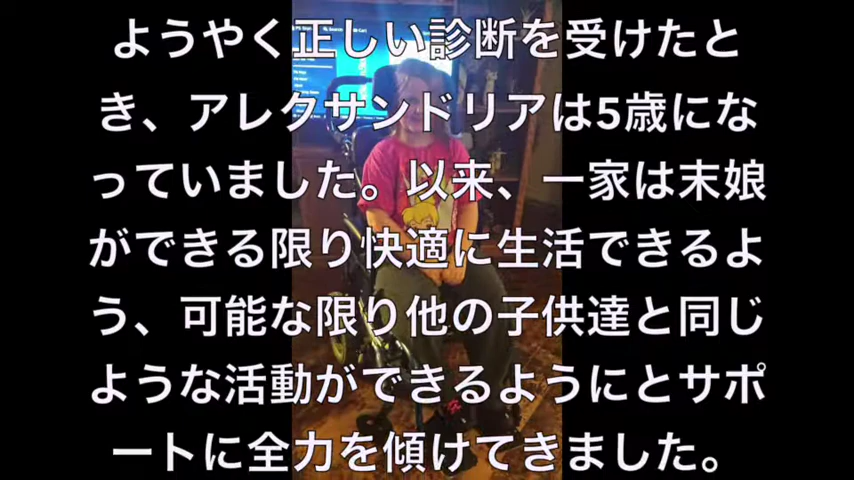 ようやく正しい診断を受けたと
き、アレクサンドリアは5歳にな
っていました。以来、一家は末娘
ができる限り快適に生活できるよ
う、可能な限り他の子供達と同じ
ような活動ができるようにとサポ
ートに全力を傾けてきました。